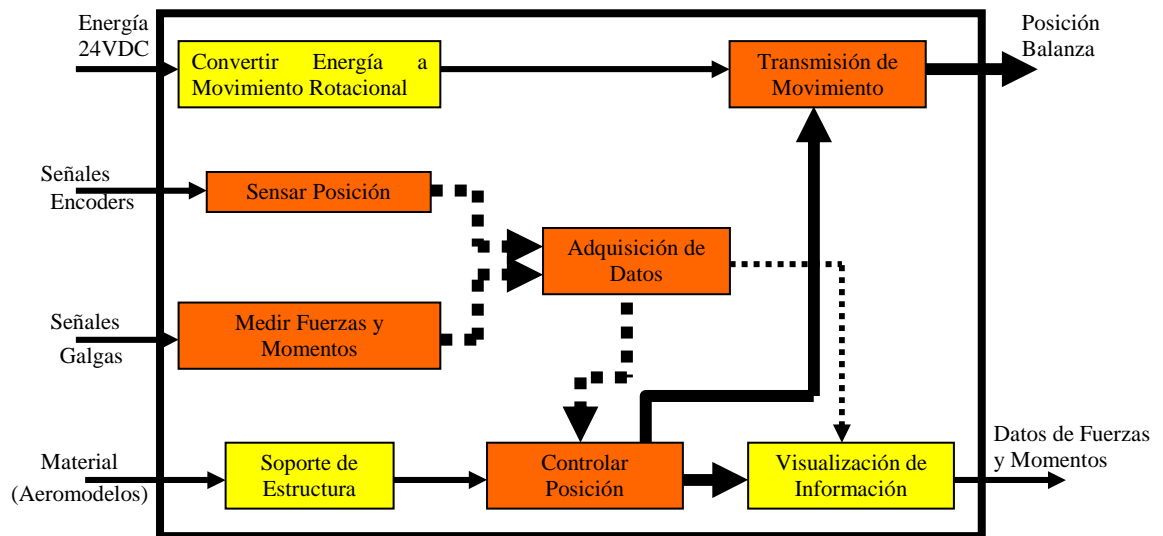 Energía
24VDC
Convertir Energía a
Movimiento Rotacional
Transmisión de
Movimiento
Posición
Balanza
Señales
Encoders
Sensar Posición
Adquisición de
Datos
Señales
Galgas
Medir Fuerzas y
Momentos
Material
(Aeromodelos)
Soporte de
Estructura
Controlar
Posición
Visualización de
Información
Datos de Fuerzas
y Momentos